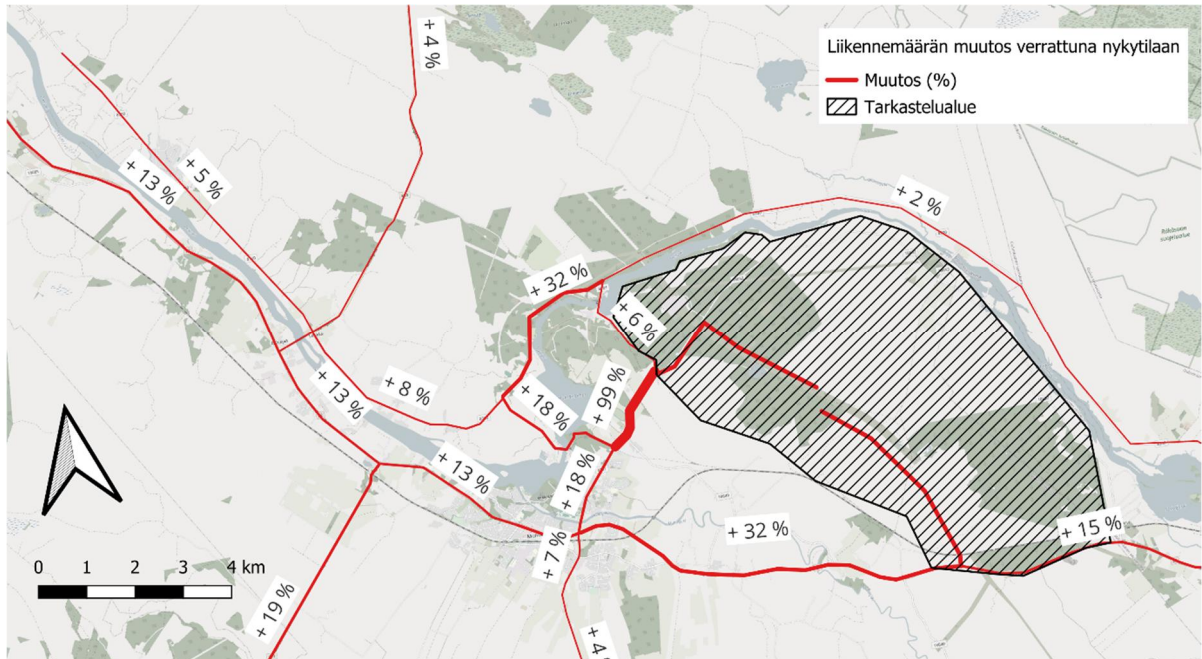 Liikennemäärän muutos verrattuna nykytilaan
Muutos (%)
Tarkastelualue
+ 4 %
+ 5 %
+ 13 %
+ 2 %
+ 32 %
+ 6 %
+ 99 %
+ 18 %
+ 8 %
+ 13 %
+ 13 %
+ 18 %
+ 7 %
+ 32 %
+ 15 %
+ 19 %
+ 4 %
0 1 2 3 4 km